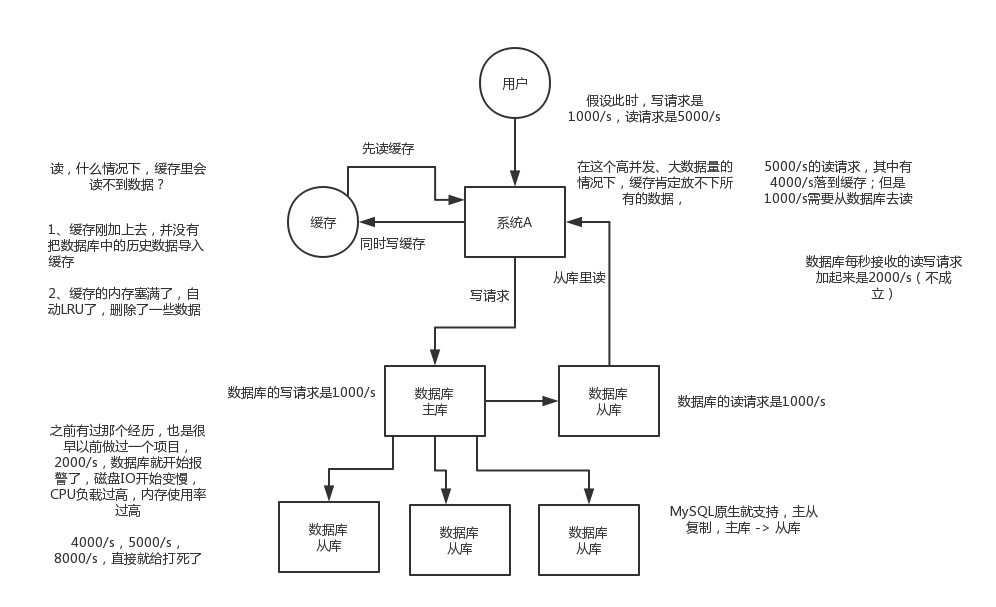 用户
假设此时，写请求是
1000/s，读请求是5000/s
先读缓存
读，什么情况下，缓存里会
读不到数据？
在这个高并发、大数据量的
情况下，缓存肯定放不下所
有的数据，
5000/s的读请求，其中有
4000/s落到缓存；但是
1000/s需要从数据库去读
缓存
系统A
1、缓存刚加上去，并没有
把数据库中的历史数据导入
缓存
同时写缓存
数据库每秒接收的读写请求
加起来是2000/s（不成
立）
从库里读
写请求
2、缓存的内存塞满了，自
动LRU了，删除了一些数据
数据库的写请求是1000/s
数据库
主库
数据库
从库
数据库的读请求是1000/s
之前有过那个经历，也是很
早以前做过一个项目，
2000/s，数据库就开始报
警了，磁盘IO开始变慢，
CPU负载过高，内存使用率
过高
4000/s，5000/s，
8000/s，直接就给打死了
数据库
从库
数据库
从库
数据库
从库
MySQL原生就支持，主从
复制，主库 -> 从库